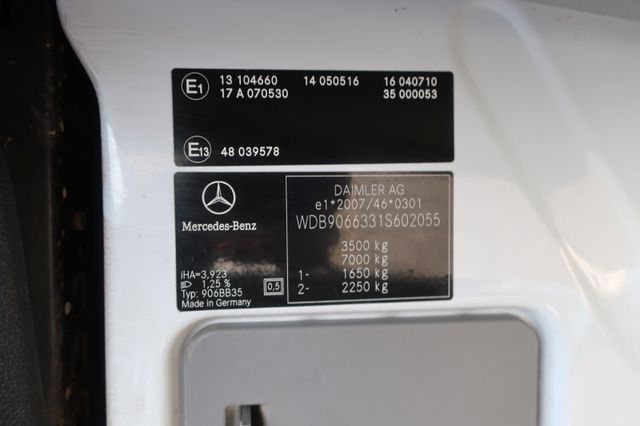 E1 13 104660 14 050516 16 040710
17 A 070530 35 000053
E13 48 039578
Mercedes-Benz
DAIMLER AG
e1*2007/46*0301
WDB9066331S602055
3500 kg
7000 kg
1- 1650 kg
2- 2250 kg
iHA=3,923
1,25 %
Typ: 906BB35
Made in Germany
0,5